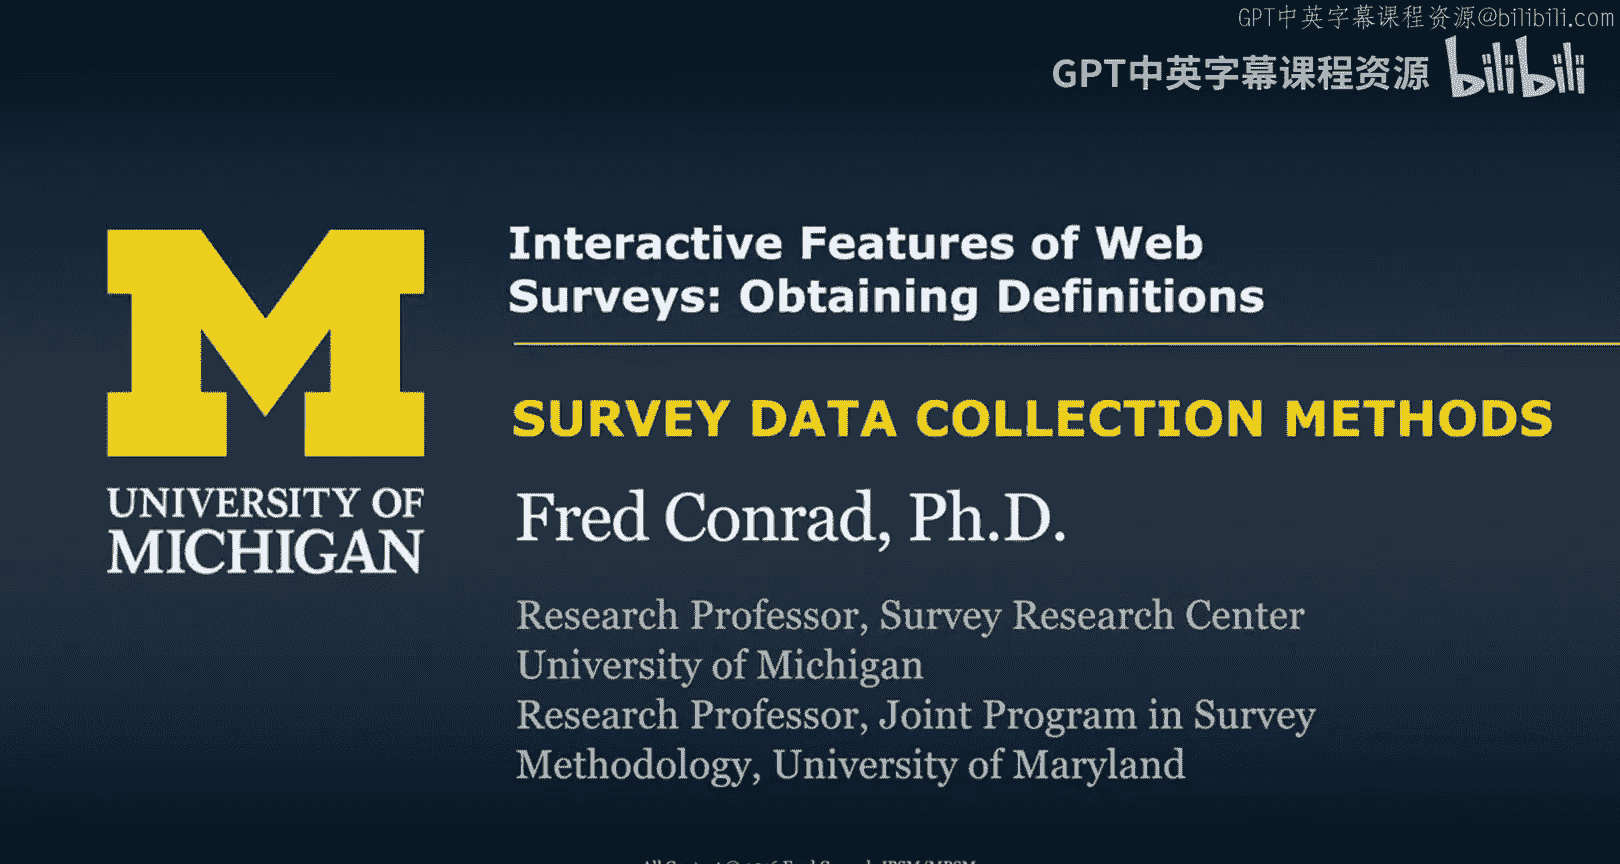 GPT中英字幕课程资源@bilibili.com
GPT中英字幕课程资源 bilibili
Interactive Features of Web
Surveys: Obtaining Definitions
SURVEY DATA COLLECTION METHODS
Fred Conrad, Ph.D.
Research Professor, Survey Research Center
University of Michigan
Research Professor, Joint Program in Survey
Methodology, University of Maryland
M
UNIVERSITY OF
MICHIGAN